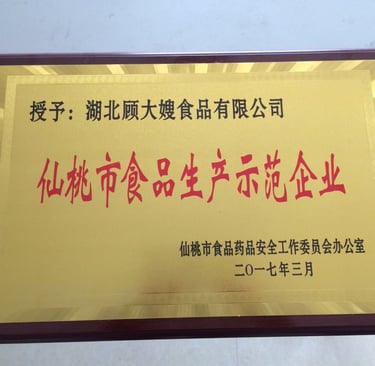 授予：湖北顾大嫂食品有限公司
仙桃市食品生产示范企业
仙桃市食品药品安全工作委员会办公室
二〇一七年三月